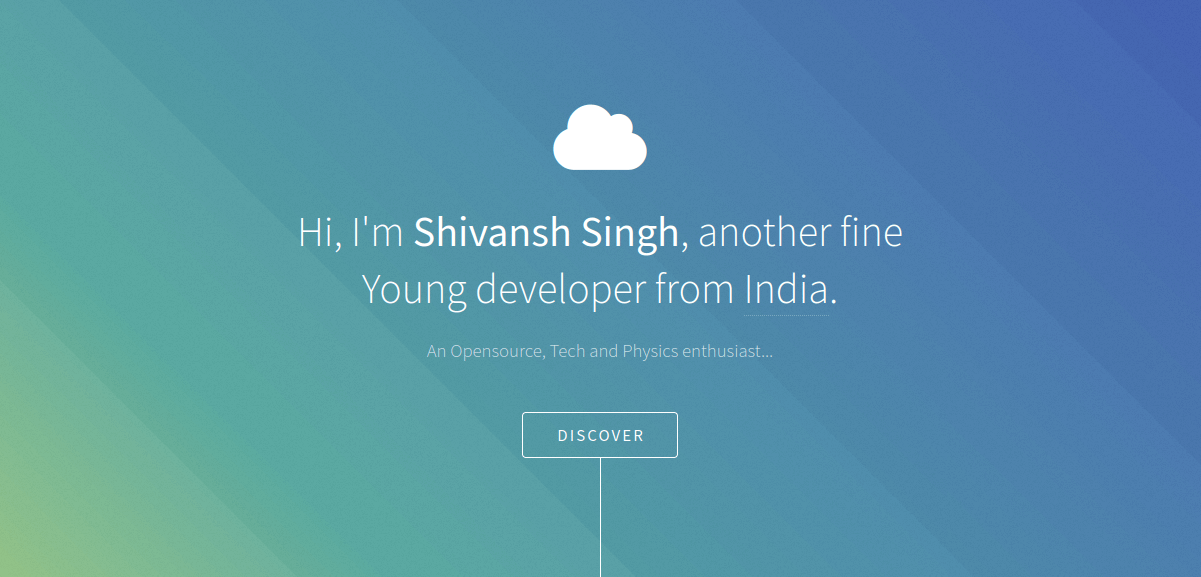 Hi, I'm Shivansh Singh, another fine
Young developer from India.
An Opensource, Tech and Physics enthusiast...
DISCOVER